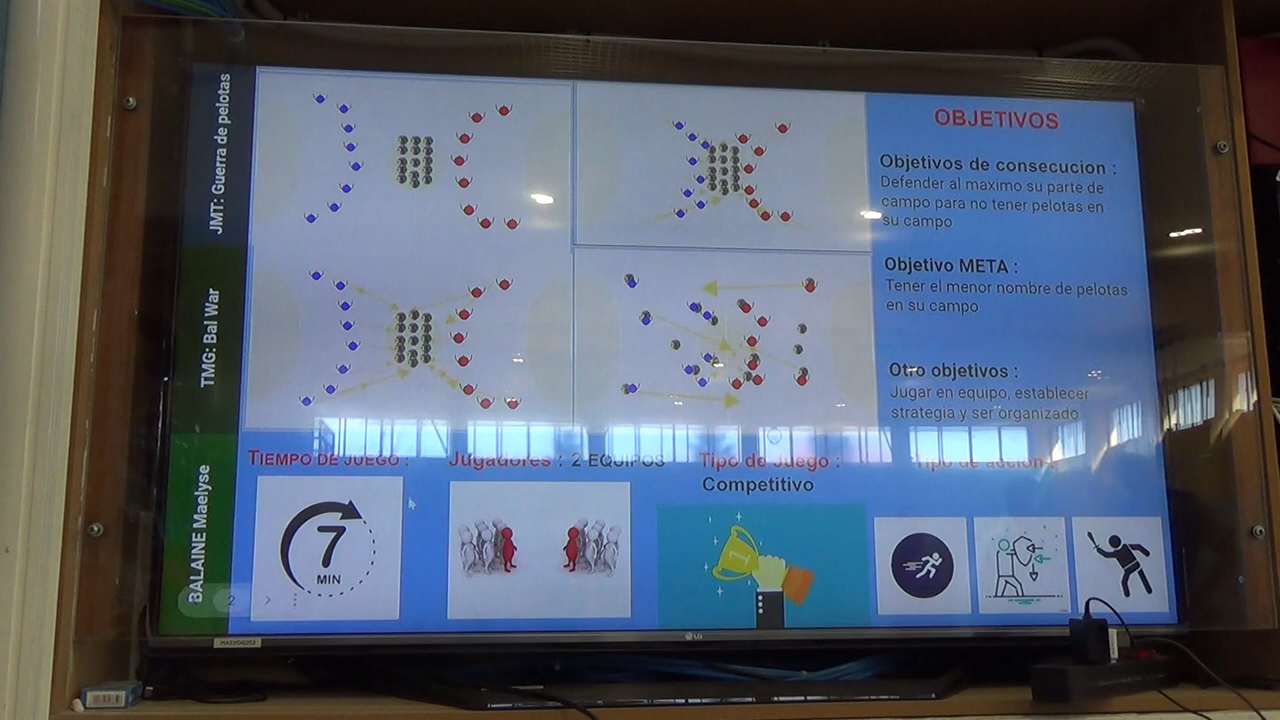 JMT: Guerra de pelotas
TMG: Bal War
BALAINE Maelyse
OBJETIVOS
Objetivos de consecucion :
Defender al maximo su parte de
campo para no tener pelotas en
su campo
Objetivo META :
Tener el menor nombre de pelotas
en su campo
Otro objetivos :
Jugar en equipo, establecer
strategia y ser organizado
TIEMPO DE JUEGO :
7
MIN
Jugadores : 2 EQUIPOS
Tipo de Juego :
Competitivo
1
Tipo de accion :
2
LG